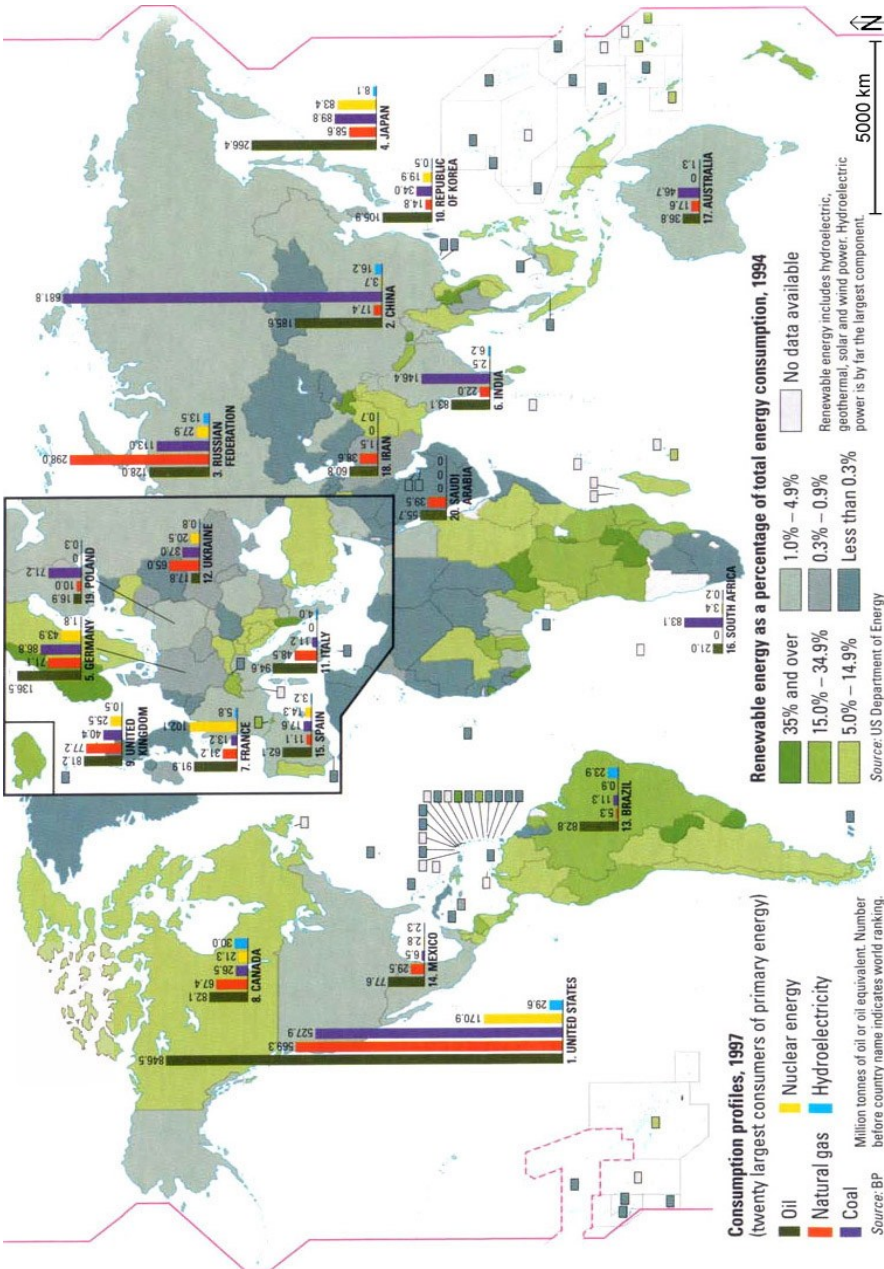 8. CANADA
82.1
67.4
26.5
21.3
30.0
1. UNITED STATES
846.5
569.3
527.9
170.9
29.6
14. MEXICO
77.6
29.5
6.5
2.8
2.3
13. BRAZIL
82.8
5.3
11.3
0.9
23.9
9. UNITED
KINGDOM
81.2
77.2
40.4
25.5
0.5
5. GERMANY
136.5
71.1
86.8
43.9
1.8
19. POLAND
16.9
10.0
71.2
0
0.3
7. FRANCE
91.9
31.2
13.2
102.1
5.8
12. UKRAINE
17.8
65.0
37.0
20.5
0.8
15. SPAIN
62.1
11.1
17.6
14.3
3.2
11. ITALY
94.6
48.5
11.2
0
4.0
3. RUSSIAN
FEDERATION
128.0
298.0
113.0
27.9
13.5
18. IRAN
60.8
38.6
1.5
0
0.7
20. SAUDI
ARABIA
55.7
39.5
0
0
0
16. SOUTH AFRICA
21.0
0
83.1
3.4
0.2
2. CHINA
185.6
17.4
681.8
3.7
16.2
6. INDIA
83.1
22.0
146.4
2.5
6.2
4. JAPAN
266.4
58.6
89.8
83.4
8.1
10. REPUBLIC
OF KOREA
105.9
14.8
34.0
19.9
0.5
17. AUSTRALIA
36.8
17.6
46.7
0
1.3
Consumption profiles, 1997
(twenty largest consumers of primary energy)
Oil
Natural gas
Coal
Nuclear energy
Hydroelectricity
Million tonnes of oil or oil equivalent. Number
before country name indicates world ranking.
Source: BP
Renewable energy as a percentage of total energy consumption, 1994
35% and over
15.0% – 34.9%
5.0% – 14.9%
1.0% – 4.9%
0.3% – 0.9%
Less than 0.3%
No data available
Renewable energy includes hydroelectric,
geothermal, solar and wind power. Hydroelectric
power is by far the largest component.
Source: US Department of Energy
5000 km
N